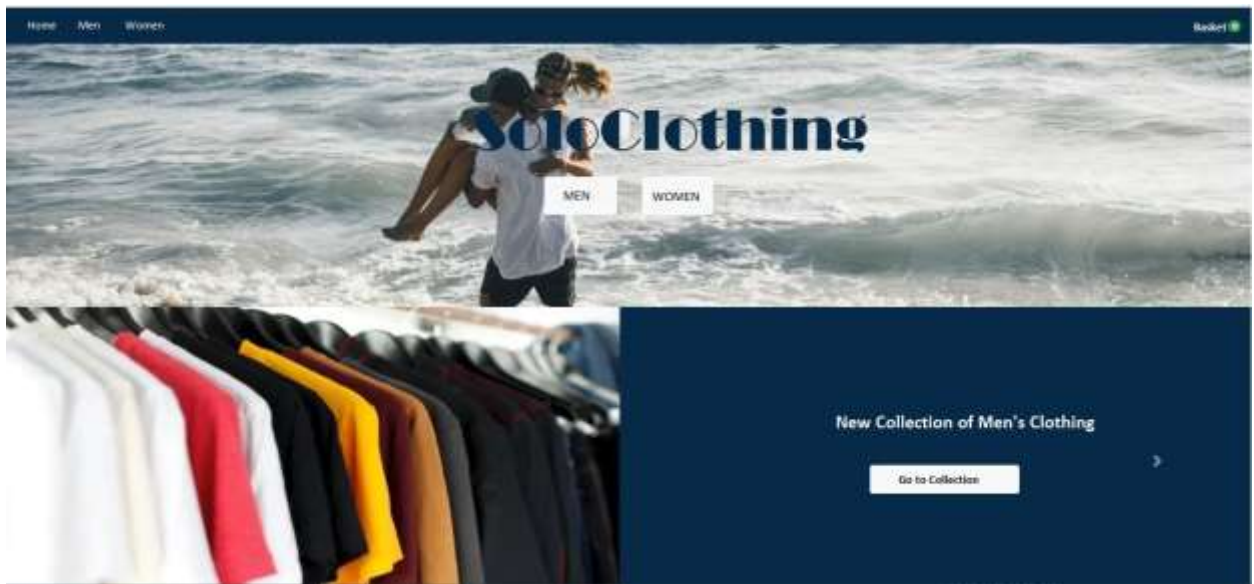 Home Men Women Basket
SoloClothing
MEN WOMEN
New Collection of Men's Clothing
Go to Collection